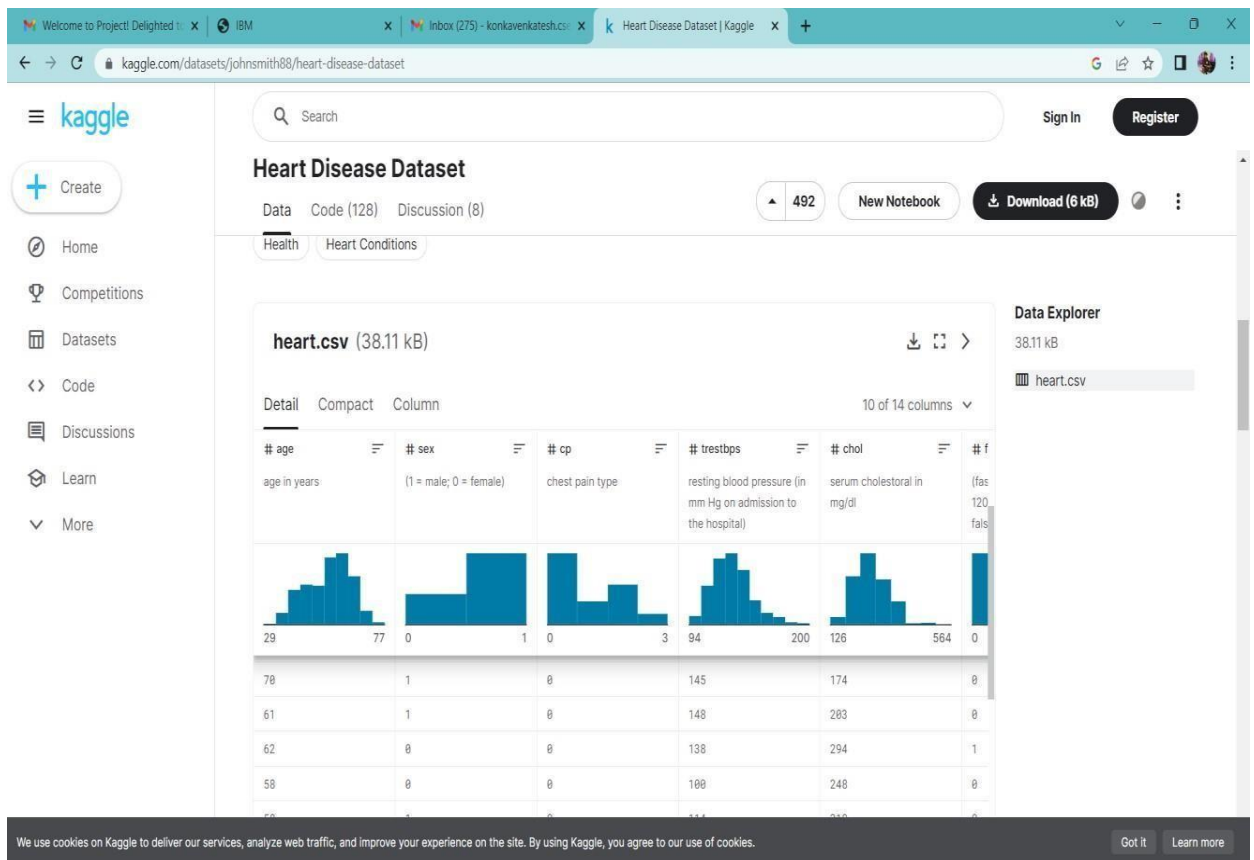 Welcome to Project! Delighted t
IBM
Inbox (275) - konkavenkatesh.cse
Heart Disease Dataset | Kaggle
kaggle.com/datasets/johnsmith88/heart-disease-dataset
kaggle
Search
Sign In
Register
Create
Home
Competitions
Datasets
Code
Discussions
Learn
More
Heart Disease Dataset
Data Code (128) Discussion (8)
492
New Notebook
Download (6 kB)
Health
Heart Conditions
heart.csv (38.11 kB)
Detail Compact Column
10 of 14 columns
# age # sex # cp # trestbps # chol # f
age in years
(1 = male; 0 = female)
chest pain type
resting blood pressure (in
mm Hg on admission to
the hospital)
serum cholestoral in
mg/dl
(fas
120
fals
29 77 0 1 0 3 94 200 126 564 0
70 1 0 145 174 0
61 1 0 148 203 0
62 0 0 138 294 1
58 0 0 100 248 0
Data Explorer
38.11 kB
heart.csv
We use cookies on Kaggle to deliver our services, analyze web traffic, and improve your experience on the site. By using Kaggle, you agree to our use of cookies.
Got it
Learn more